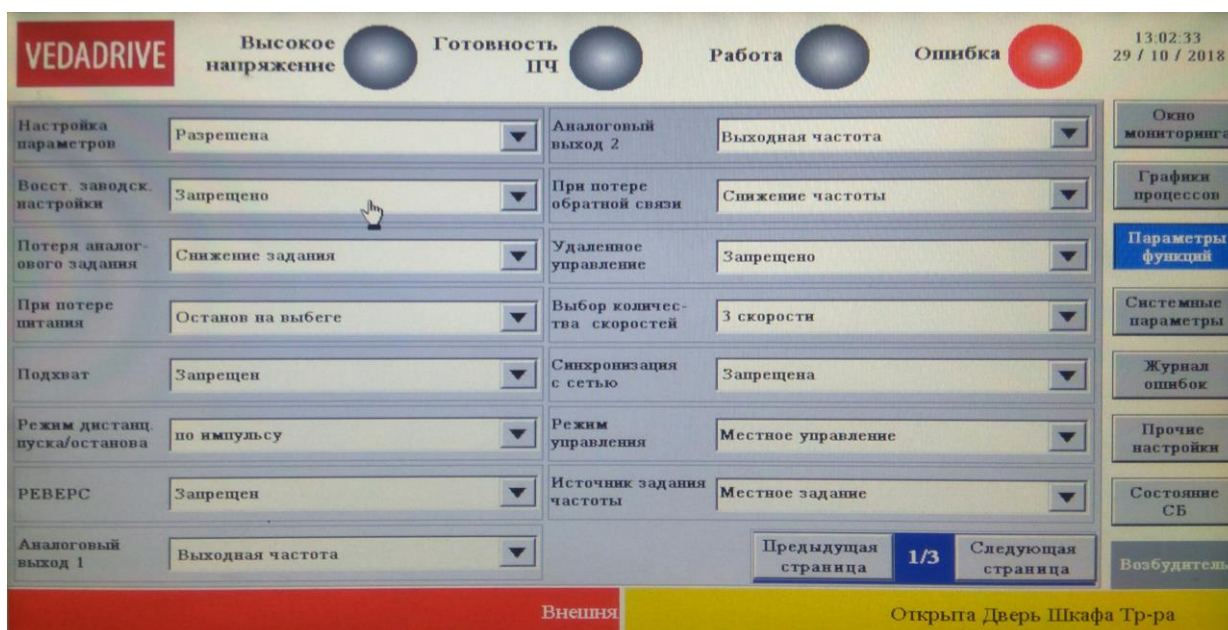 VEDADRIVE
Высокое
напряжение
Готовность
ПЧ
Работа
Ошибка
13:02:33
29 / 10 / 2018
Настройка
параметров
Разрешена
Аналоговый
выход 2
Выходная частота
Окно
мониторинга
Восст. заводск.
настройки
Запрещено
При потере
обратной связи
Снижение частоты
Графики
процессов
Потеря аналог-
ового задания
Снижение задания
Удаленное
управление
Запрещено
Параметры
функций
При потере
питания
Останов на выбеге
Выбор количес-
тва скоростей
3 скорости
Системные
параметры
Подхват
Запрещен
Синхронизация
с сетью
Запрещена
Журнал
ошибок
Режим дистанц.
пуска/останова
по импульсу
Режим
управления
Местное управление
Прочие
настройки
РЕВЕРС
Запрещен
Источник задания
частоты
Местное задание
Состояние
СБ
Аналоговый
выход 1
Выходная частота
Предыдущая
страница
1/3
Следующая
страница
Возбудитель
Внешня
Открыта Дверь Шкафа Тр-ра